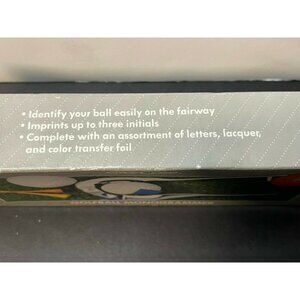 • Identify your ball easily on the fairway
• Imprints up to three initials
• Complete with an assortment of letters, lacquer,
and color transfer foil